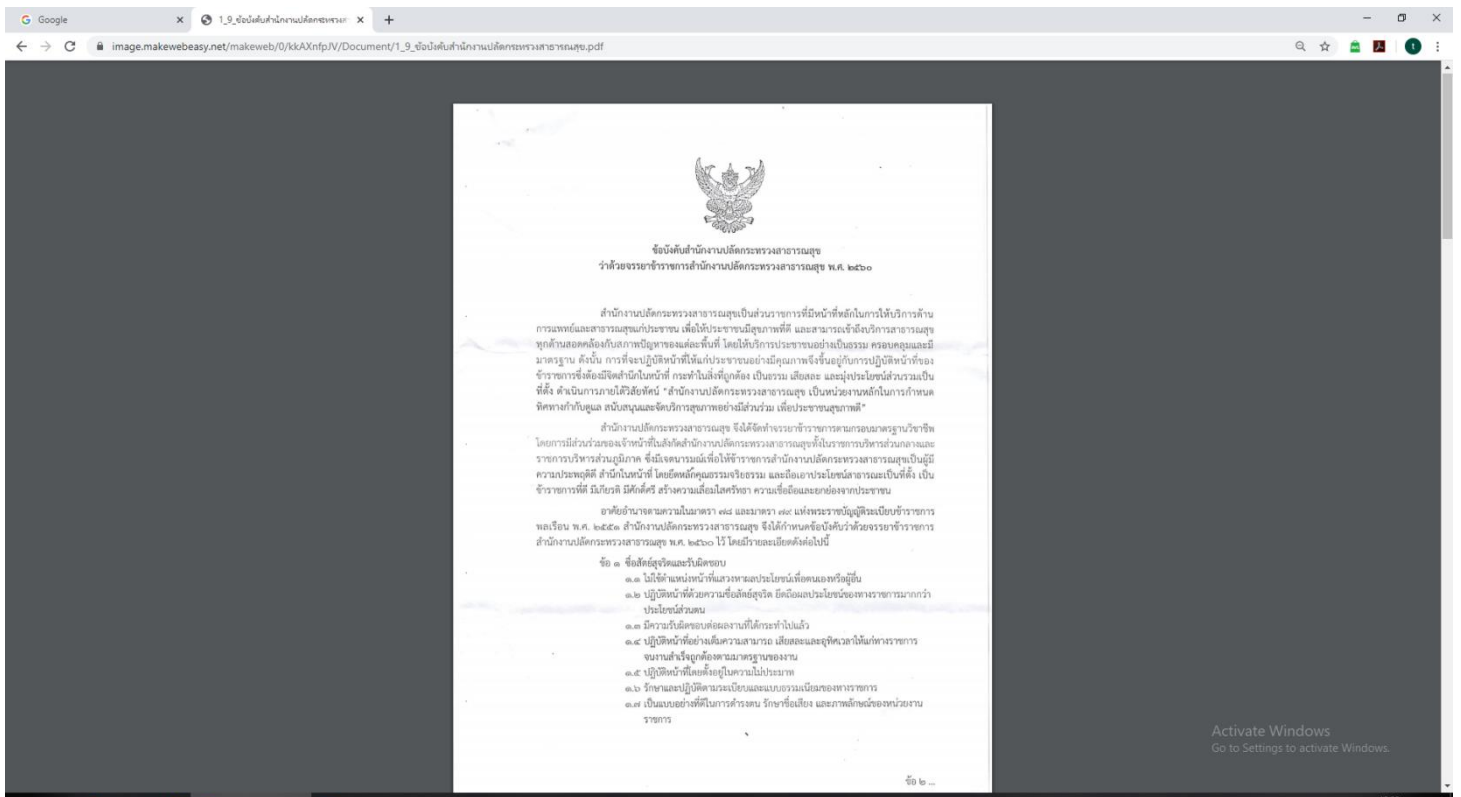 Google
1_9_ข้อบังคับสำนักงานปลัดกระทรวงส
image.makewebeasy.net/makeweb/0/kkAXnfpJV/Document/1_9_ข้อบังคับสำนักงานปลัดกระทรวงสาธารณสุข.pdf
ข้อบังคับสำนักงานปลัดกระทรวงสาธารณสุข
ว่าด้วยจรรยาข้าราชการสำนักงานปลัดกระทรวงสาธารณสุข พ.ศ. ๒๕๖๐
สำนักงานปลัดกระทรวงสาธารณสุขเป็นส่วนราชการที่มีหน้าที่หลักในการให้บริการด้าน
การแพทย์และสาธารณสุขแก่ประชาชน เพื่อให้ประชาชนมีสุขภาพที่ดี และสามารถเข้าถึงบริการสาธารณสุข
ทุกด้านสอดคล้องกับสภาพปัญหาของแต่ละพื้นที่ โดยให้บริการประชาชนอย่างเป็นธรรม ครอบคลุมและมี
มาตรฐาน ดังนั้น การที่จะปฏิบัติหน้าที่ให้แก่ประชาชนอย่างมีคุณภาพจึงขึ้นอยู่กับการปฏิบัติหน้าที่ของ
ข้าราชการซึ่งต้องมีจิตสำนึกในหน้าที่ กระทำในสิ่งที่ถูกต้อง เป็นธรรม เสียสละ และมุ่งประโยชน์ส่วนรวมเป็น
ที่ตั้ง ดำเนินการภายใต้วิสัยทัศน์ "สำนักงานปลัดกระทรวงสาธารณสุข เป็นหน่วยงานหลักในการกำหนด
ทิศทางกำกับดูแล สนับสนุนและจัดบริการสุขภาพอย่างมีส่วนร่วม เพื่อประชาชนสุขภาพดี"
สำนักงานปลัดกระทรวงสาธารณสุข จึงได้จัดทำจรรยาข้าราชการตามกรอบมาตรฐานวิชาชีพ
โดยการมีส่วนร่วมของเจ้าหน้าที่ในสังกัดสำนักงานปลัดกระทรวงสาธารณสุขทั้งในราชการบริหารส่วนกลางและ
ราชการบริหารส่วนภูมิภาค ซึ่งมีเจตนารมณ์เพื่อให้ข้าราชการสำนักงานปลัดกระทรวงสาธารณสุขเป็นผู้มี
ความประพฤติดี สำนึกในหน้าที่ โดยยึดหลักคุณธรรมจริยธรรม และถือเอาประโยชน์สาธารณะเป็นที่ตั้ง เป็น
ข้าราชการที่ดี มีเกียรติ มีศักดิ์ศรี สร้างความเลื่อมใสศรัทธา ความเชื่อถือและยกย่องจากประชาชน
อาศัยอำนาจตามความในมาตรา ๗๘ และมาตรา ๗๙ แห่งพระราชบัญญัติระเบียบข้าราชการ
พลเรือน พ.ศ. ๒๕๕๑ สำนักงานปลัดกระทรวงสาธารณสุข จึงได้กำหนดข้อบังคับว่าด้วยจรรยาข้าราชการ
สำนักงานปลัดกระทรวงสาธารณสุข พ.ศ. ๒๕๖๐ ไว้ โดยมีรายละเอียดดังต่อไปนี้
ข้อ ๑ ซื่อสัตย์สุจริตและรับผิดชอบ
๑.๑ ไม่ใช้ตำแหน่งหน้าที่แสวงหาผลประโยชน์เพื่อตนเองหรือผู้อื่น
๑.๒ ปฏิบัติหน้าที่ด้วยความซื่อสัตย์สุจริต ยึดถือผลประโยชน์ของทางราชการมากกว่า
ประโยชน์ส่วนตน
๑.๓ มีความรับผิดชอบต่อผลงานที่ได้กระทำไปแล้ว
๑.๔ ปฏิบัติหน้าที่อย่างเต็มความสามารถ เสียสละและอุทิศเวลาให้แก่ทางราชการ
จนงานสำเร็จถูกต้องตามมาตรฐานของงาน
๑.๕ ปฏิบัติหน้าที่โดยตั้งอยู่ในความไม่ประมาท
๑.๖ รักษาและปฏิบัติตามระเบียบและแบบธรรมเนียมของทางราชการ
๑.๗ เป็นแบบอย่างที่ดีในการดำรงตน รักษาชื่อเสียง และภาพลักษณ์ของหน่วยงาน
ราชการ
ข้อ ๒ ...
Activate Windows
Go to Settings to activate Windows.